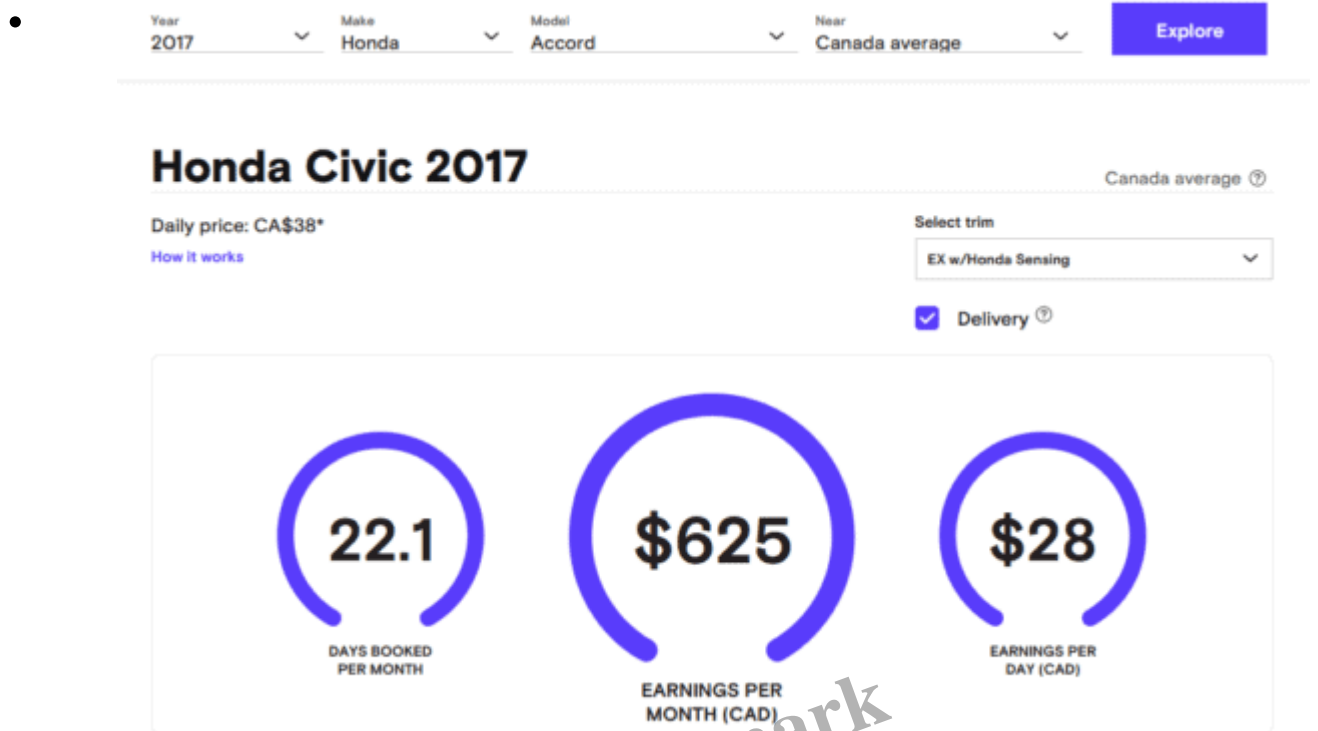 Year Make Model Near
2017 Honda Accord Canada average Explore
Honda Civic 2017
Canada average
Daily price: CA$38*
Select trim
How it works
EX w/Honda Sensing
Delivery
22.1 $625 $28
DAYS BOOKED
PER MONTH
EARNINGS PER
DAY (CAD)
EARNINGS PER
MONTH (CAD)